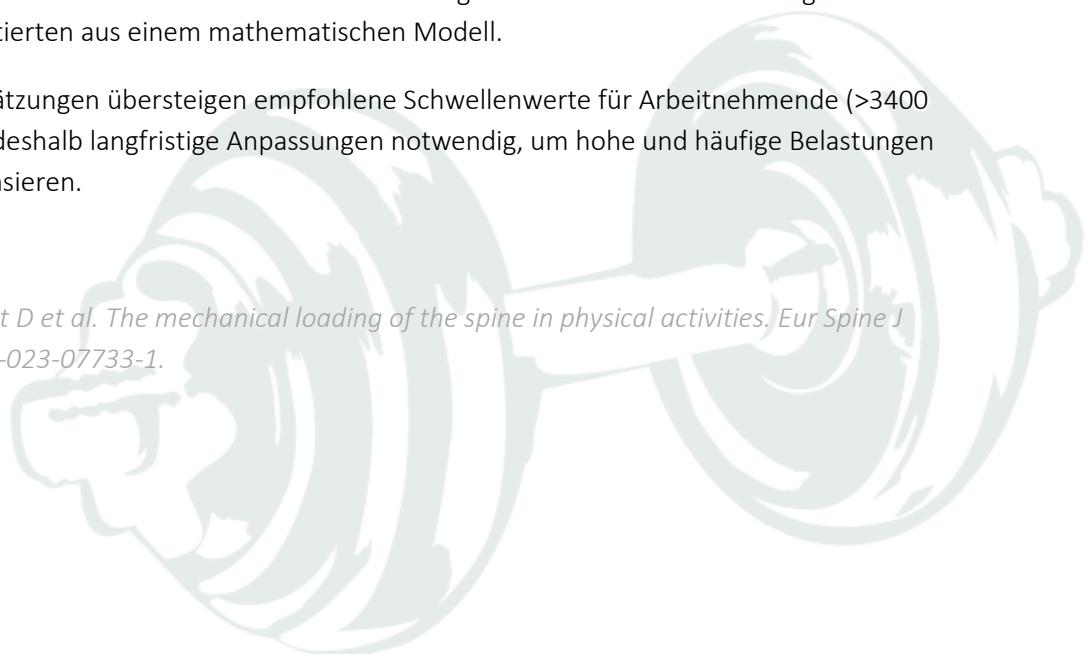 tierten aus einem mathematischen Modell.
ätzungen übersteigen empfohlene Schwellenwerte für Arbeitnehmende (>3400
deshalb langfristige Anpassungen notwendig, um hohe und häufige Belastungen
sieren.
t D et al. The mechanical loading of the spine in physical activities. Eur Spine J
-023-07733-1.